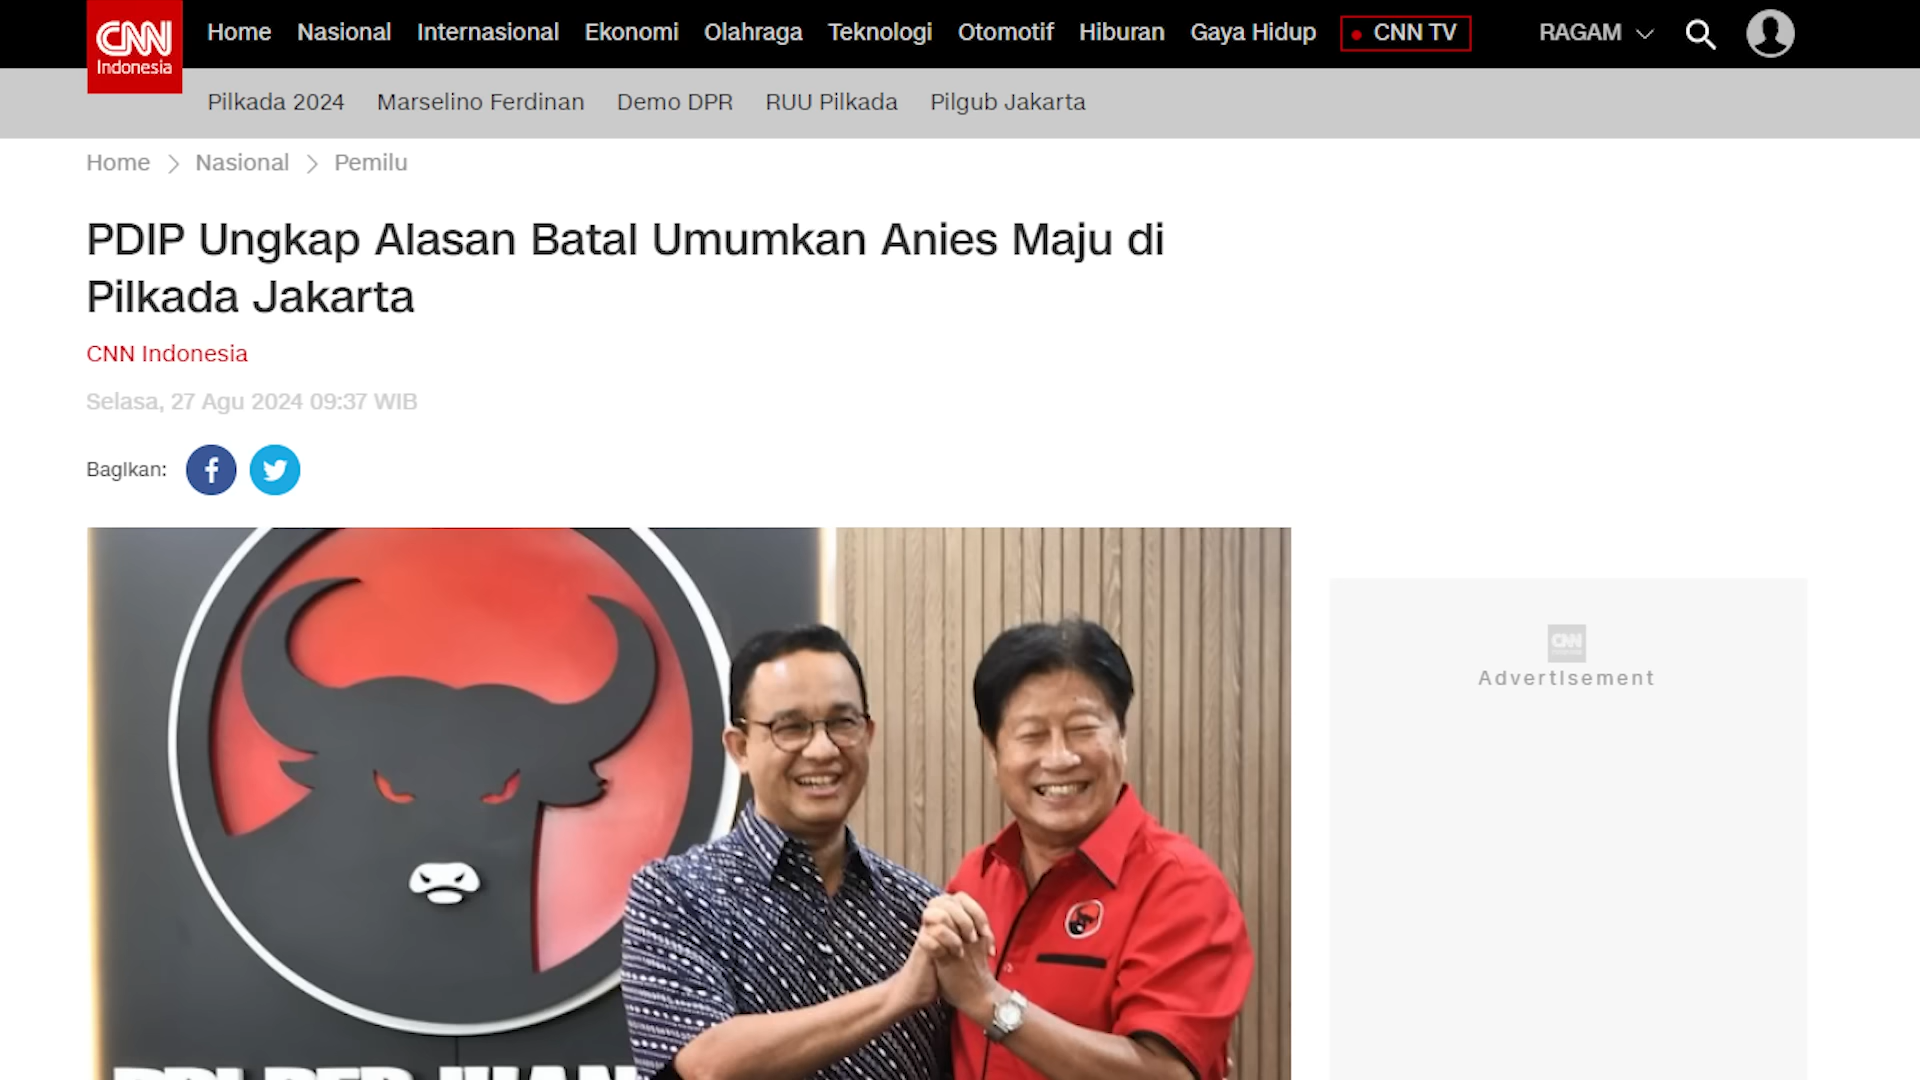 CNN
Indonesia
Home Nasional Internasional Ekonomi Olahraga Teknologi Otomotif Hiburan Gaya Hidup CNN TV RAGAM
Pilkada 2024 Marselino Ferdinan Demo DPR RUU Pilkada Pilgub Jakarta
Home > Nasional > Pemilu
PDIP Ungkap Alasan Batal Umumkan Anies Maju di
Pilkada Jakarta
CNN Indonesia
Selasa, 27 Agu 2024 09:37 WIB
Bagikan:
CNN
Advertisement